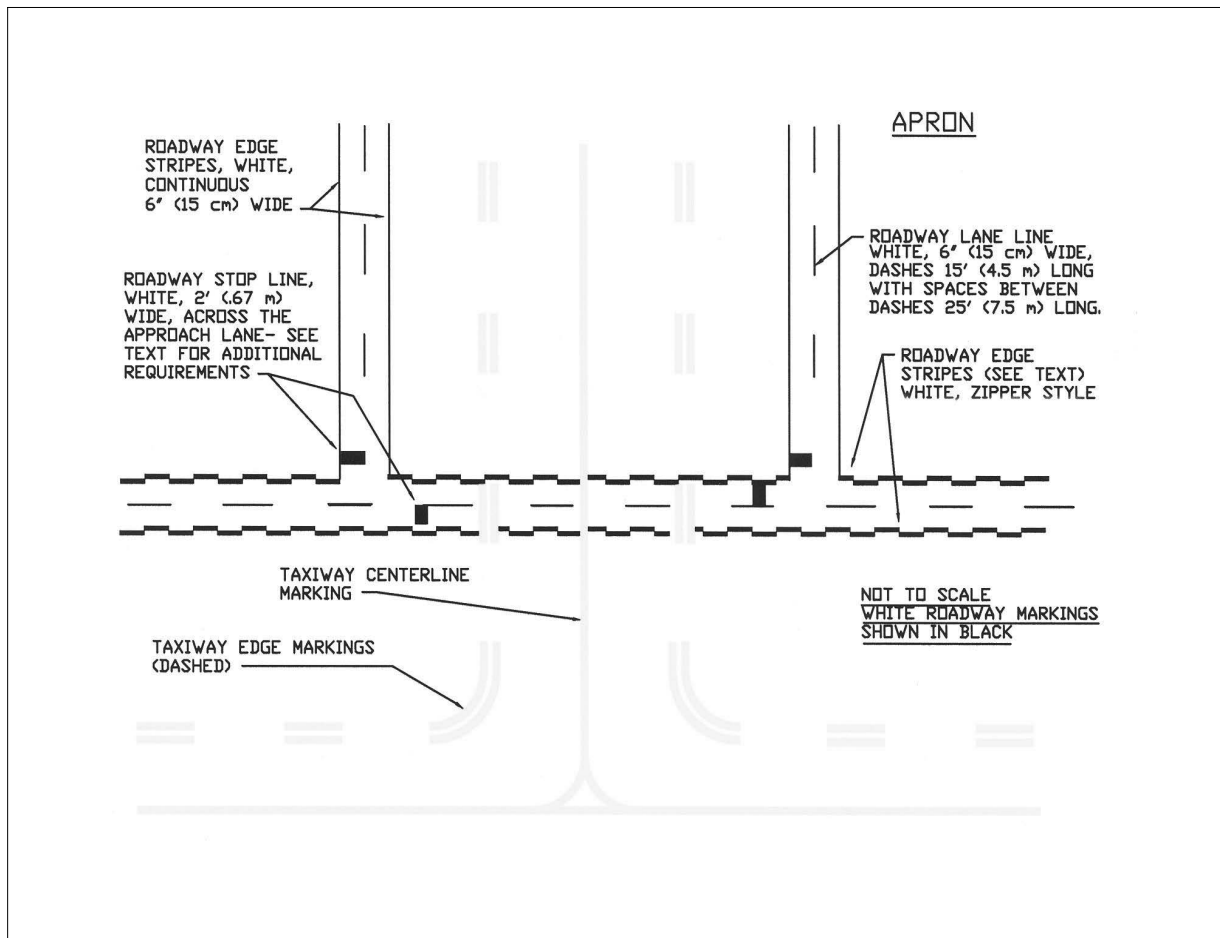 APRON
ROADWAY EDGE
STRIPES, WHITE,
CONTINUOUS
6" (15 cm) WIDE
ROADWAY LANE LINE
WHITE, 6" (15 cm) WIDE,
DASHES 15' (4.5 m) LONG
WITH SPACES BETWEEN
DASHES 25' (7.5 m) LONG.
ROADWAY STOP LINE,
WHITE, 2' (.67 m)
WIDE, ACROSS THE
APPROACH LANE- SEE
TEXT FOR ADDITIONAL
REQUIREMENTS
ROADWAY EDGE
STRIPES (SEE TEXT)
WHITE, ZIPPER STYLE
TAXIWAY CENTERLINE
MARKING
NOT TO SCALE
WHITE ROADWAY MARKINGS
SHOWN IN BLACK
TAXIWAY EDGE MARKINGS
(DASHED)